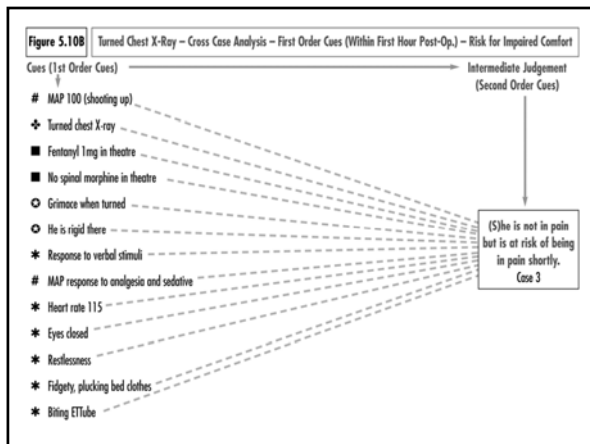 Figure 5.10B Turned Chest X-Ray – Cross Case Analysis – First Order Cues (Within First Hour Post-Op.) – Risk for Impaired Comfort
Cues (1st Order Cues)
Intermediate Judgement
(Second Order Cues)
# MAP 100 (shooting up)
✤ Turned chest X-ray
■ Fentanyl 1mg in theatre
■ No spinal morphine in theatre
✪ Grimace when turned
✪ He is rigid there
✱ Response to verbal stimuli
# MAP response to analgesia and sedative
✱ Heart rate 115
✱ Eyes closed
✱ Restlessness
✱ Fidgety, plucking bed clothes
✱ Biting ETTube
(S)he is not in pain
but is at risk of being
in pain shortly.
Case 3